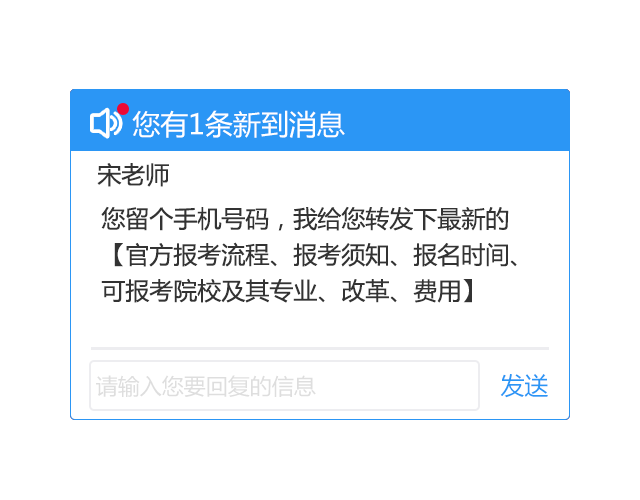 您有1条新到消息
宋老师
您留个手机号码，我给您转发下最新的
【官方报考流程、报考须知、报名时间、
可报考院校及其专业、改革、费用】
请输入您要回复的信息
发送